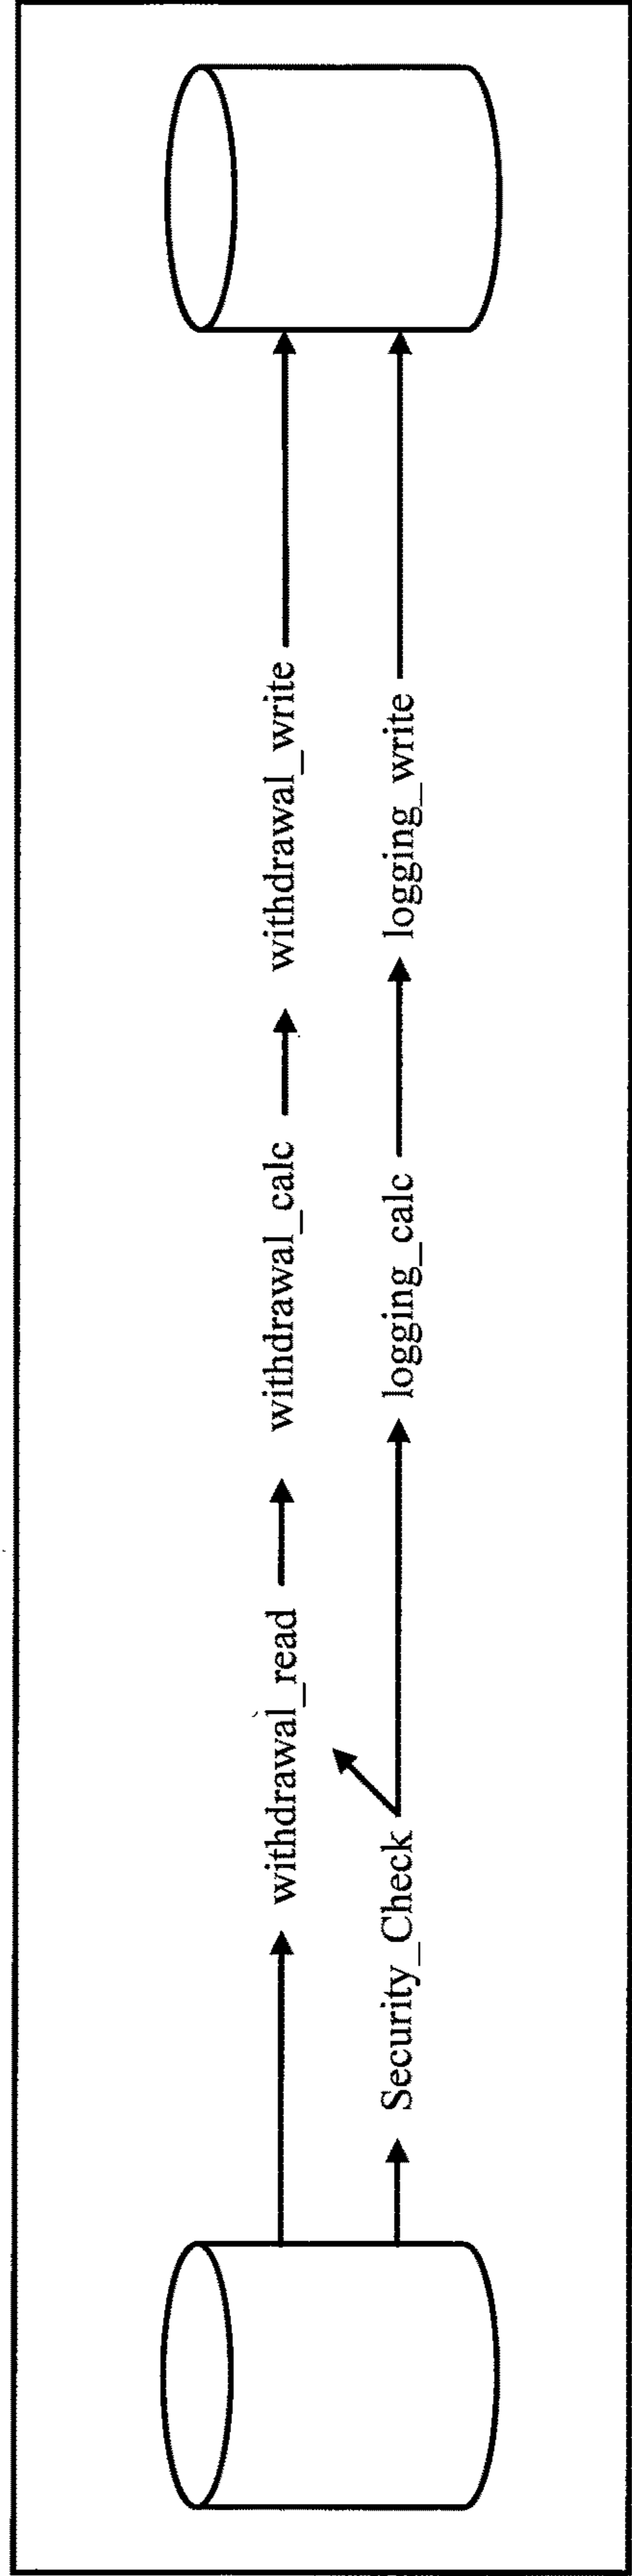 withdrawal_read
withdrawal_calc
withdrawal_write
Security_Check
logging_calc
logging_write